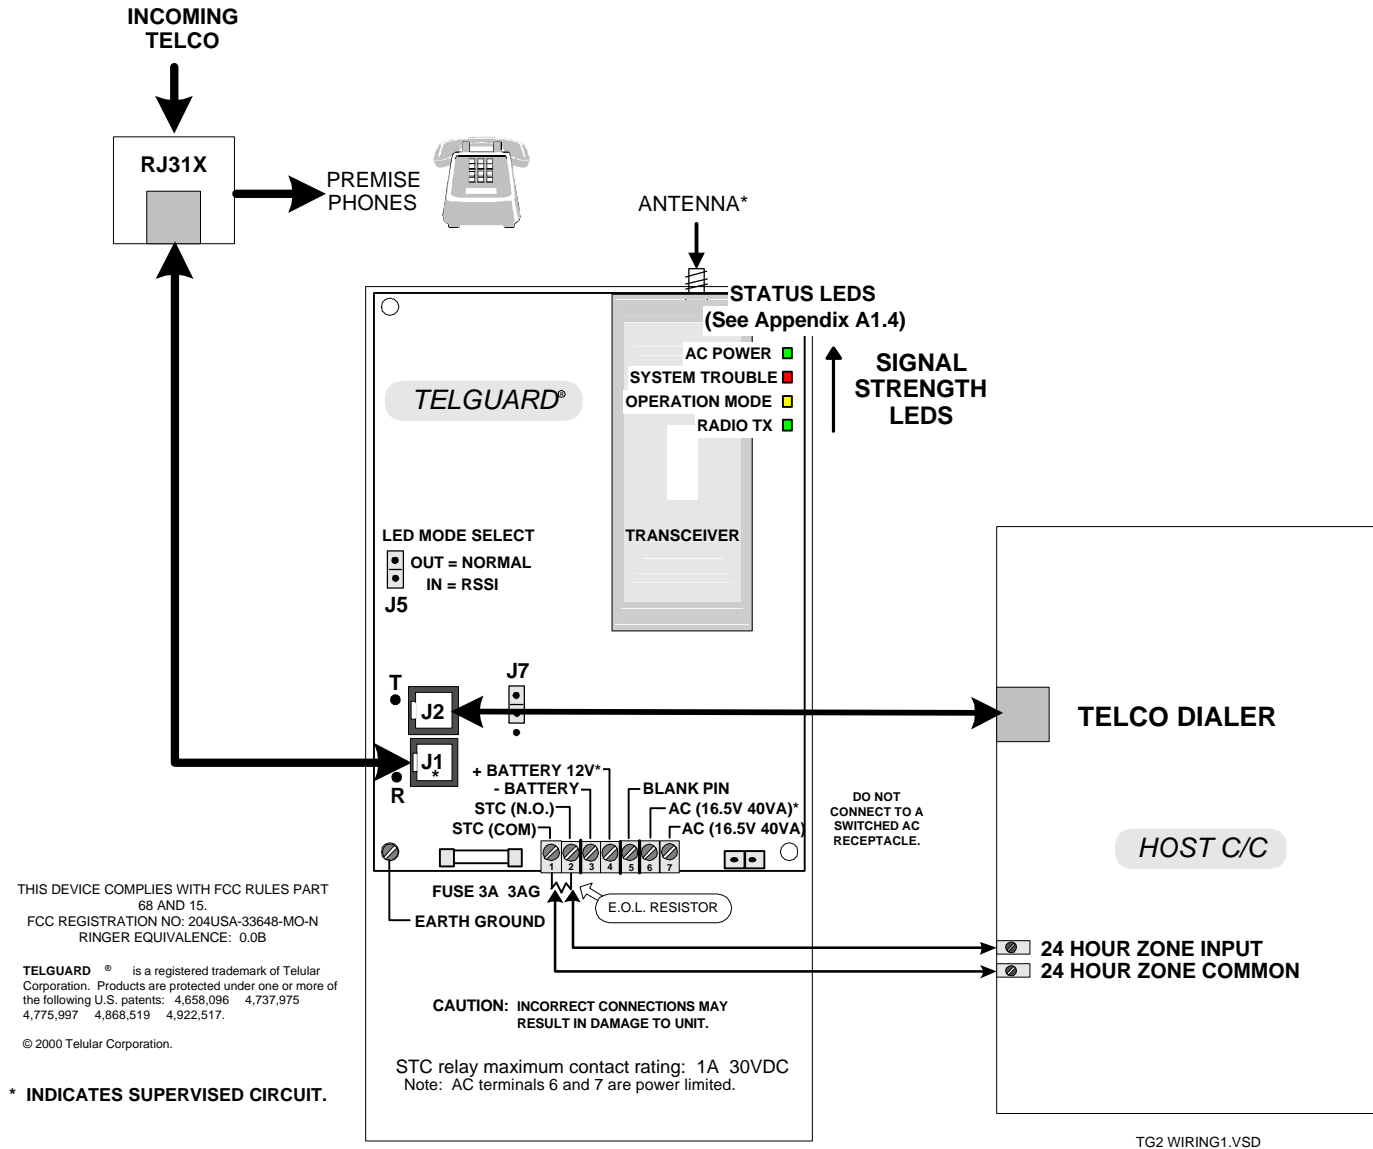 INCOMING
TELCO
RJ31X
PREMISE
PHONES
ANTENNA*
STATUS LEDS
(See Appendix A1.4)
AC POWER
SYSTEM TROUBLE
OPERATION MODE
RADIO TX
SIGNAL
STRENGTH
LEDS
TELGUARD®
LED MODE SELECT
OUT = NORMAL
IN = RSSI
J5
TRANSCEIVER
T
J7
J2
J1
*
R
TELCO DIALER
+ BATTERY 12V*
- BATTERY
STC (N.O.)
STC (COM)
BLANK PIN
AC (16.5V 40VA)*
AC (16.5V 40VA)
DO NOT
CONNECT TO A
SWITCHED AC
RECEPTACLE.
HOST C/C
1 2 3 4 5 6 7
FUSE 3A 3AG
E.O.L. RESISTOR
EARTH GROUND
24 HOUR ZONE INPUT
24 HOUR ZONE COMMON
THIS DEVICE COMPLIES WITH FCC RULES PART
68 AND 15.
FCC REGISTRATION NO: 204USA-33648-MO-N
RINGER EQUIVALENCE: 0.0B
TELGUARD ® is a registered trademark of Telular
Corporation. Products are protected under one or more of
the following U.S. patents: 4,658,096 4,737,975
4,775,997 4,868,519 4,922,517.
© 2000 Telular Corporation.
* INDICATES SUPERVISED CIRCUIT.
CAUTION: INCORRECT CONNECTIONS MAY
RESULT IN DAMAGE TO UNIT.
STC relay maximum contact rating: 1A 30VDC
Note: AC terminals 6 and 7 are power limited.
TG2 WIRING1.VSD